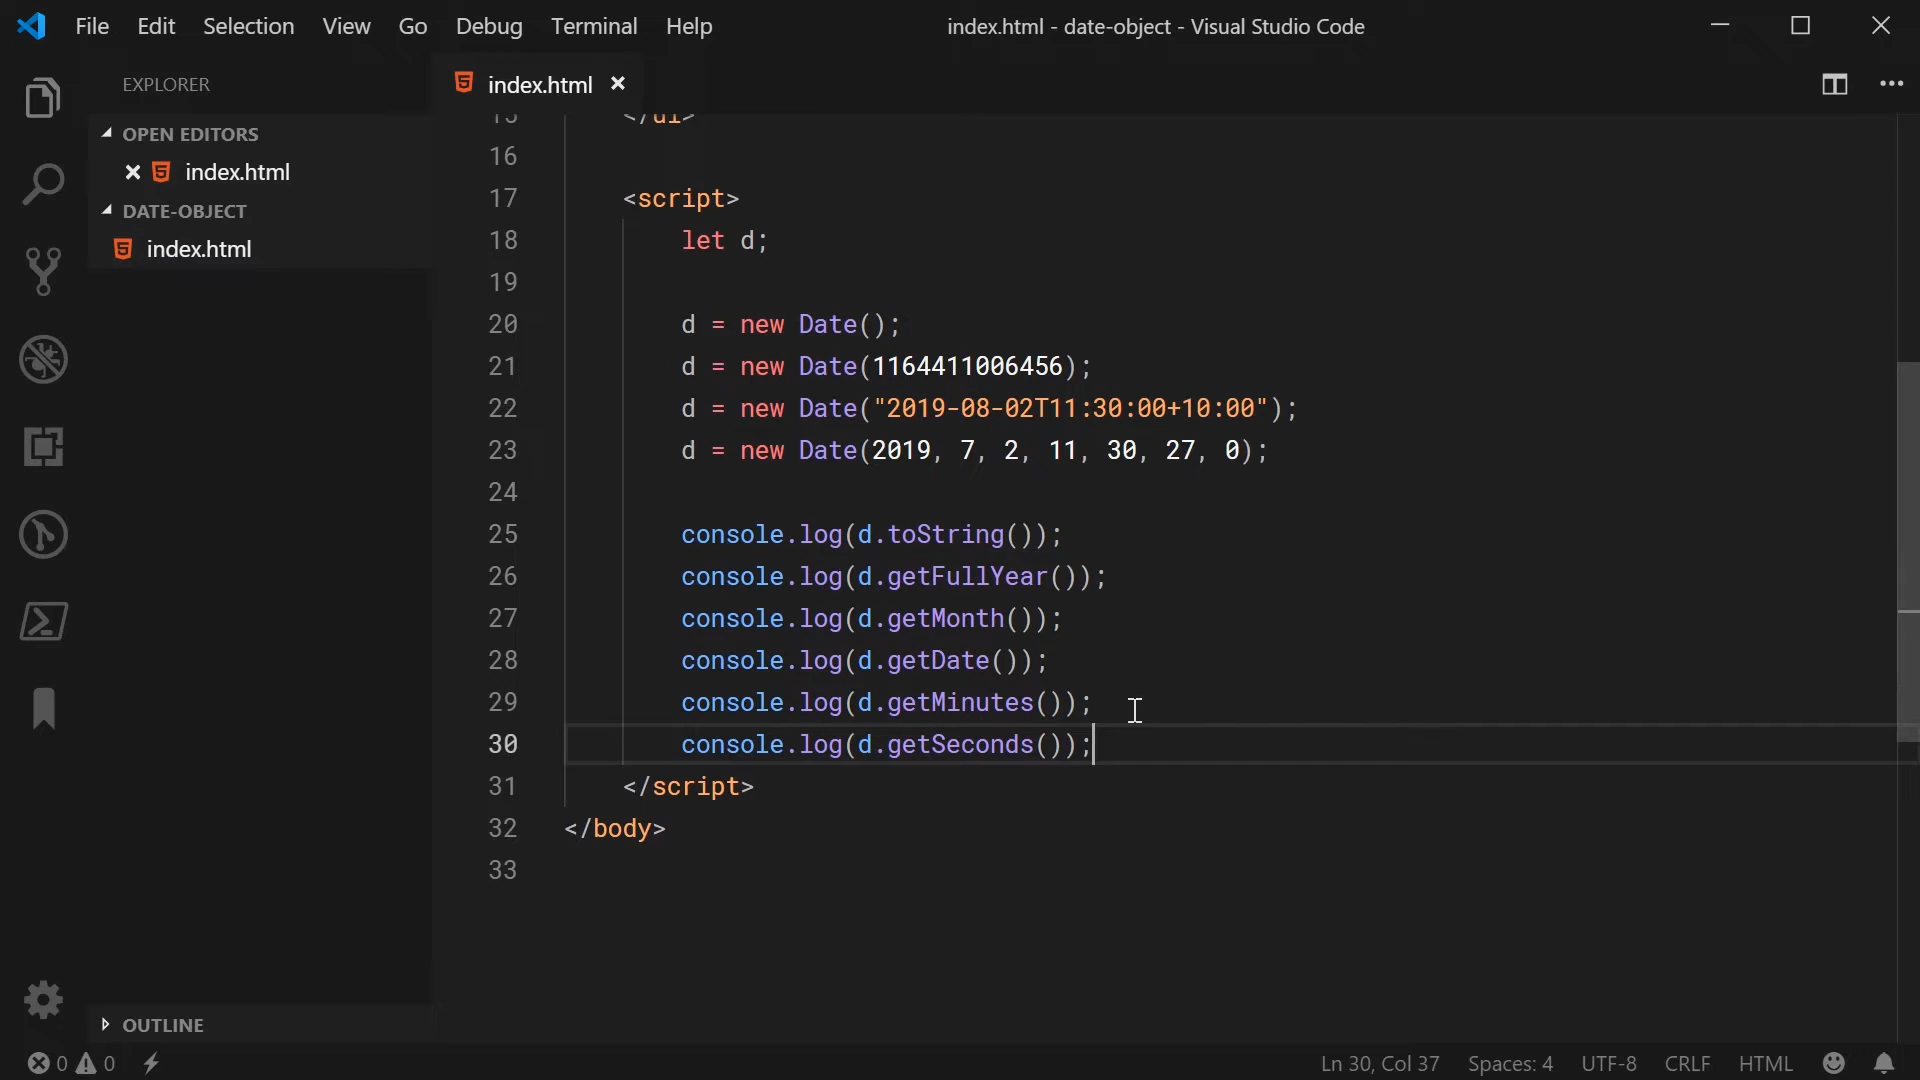 File Edit Selection View Go Debug Terminal Help
index.html - date-object - Visual Studio Code
EXPLORER
OPEN EDITORS
index.html
DATE-OBJECT
index.html
OUTLINE
index.html
15     </ul>
16
17     <script>
18         let d;
19
20         d = new Date();
21         d = new Date(1164411006456);
22         d = new Date("2019-08-02T11:30:00+10:00");
23         d = new Date(2019, 7, 2, 11, 30, 27, 0);
24
25         console.log(d.toString());
26         console.log(d.getFullYear());
27         console.log(d.getMonth());
28         console.log(d.getDate());
29         console.log(d.getMinutes());
30         console.log(d.getSeconds());
31     </script>
32 </body>
33
0 0
Ln 30, Col 37 Spaces: 4 UTF-8 CRLF HTML